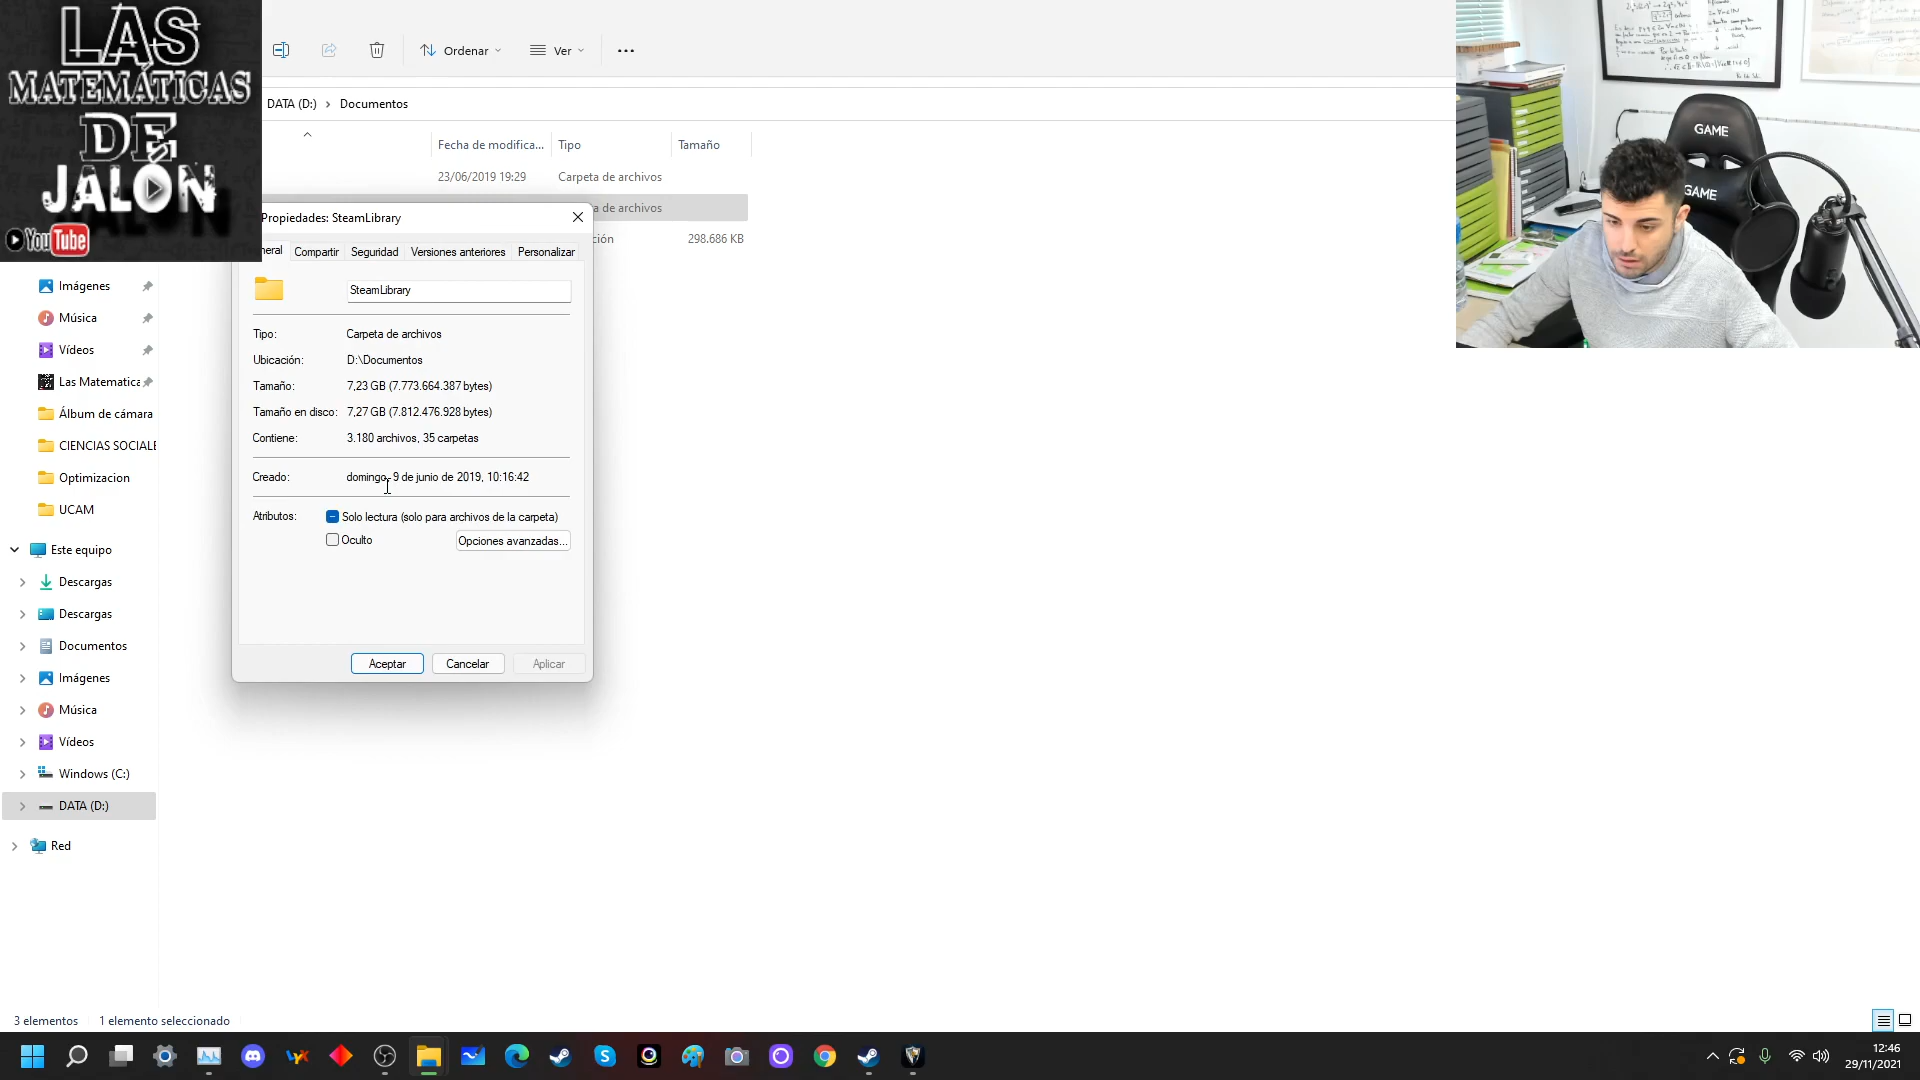 LAS
MATEMÁTICAS
DE
JALÓN
YouTube
Ordenar
Ver
DATA (D:) > Documentos
Fecha de modifica... Tipo Tamaño
23/06/2019 19:29 Carpeta de archivos
a de archivos
ción 298.686 KB
Propiedades: SteamLibrary
neral Compartir Seguridad Versiones anteriores Personalizar
SteamLibrary
Tipo: Carpeta de archivos
Ubicación: D:\Documentos
Tamaño: 7,23 GB (7.773.664.387 bytes)
Tamaño en disco: 7,27 GB (7.812.476.928 bytes)
Contiene: 3.180 archivos, 35 carpetas
Creado: domingo, 9 de junio de 2019, 10:16:42
Atributos: Solo lectura (solo para archivos de la carpeta)
Oculto Opciones avanzadas...
Aceptar Cancelar Aplicar
Imágenes
Música
Vídeos
Las Matematica
Álbum de cámara
CIENCIAS SOCIALE
Optimizacion
UCAM
Este equipo
Descargas
Descargas
Documentos
Imágenes
Música
Vídeos
Windows (C:)
DATA (D:)
Red
3 elementos 1 elemento seleccionado
GAME
GAME
12:46
29/11/2021